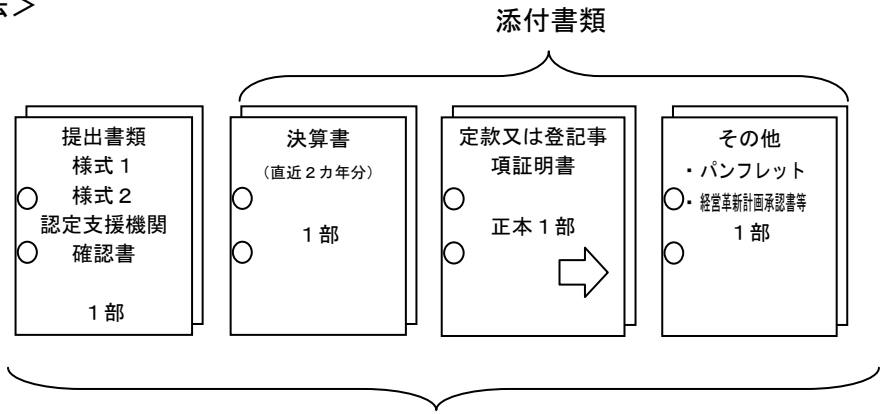 ＞
添付書類
提出書類
様式１
様式２
認定支援機関
確認書
１部
決算書
（直近２カ年分）
１部
定款又は登記事
項証明書
正本１部
その他
・パンフレット
・経営革新計画承認書等
１部